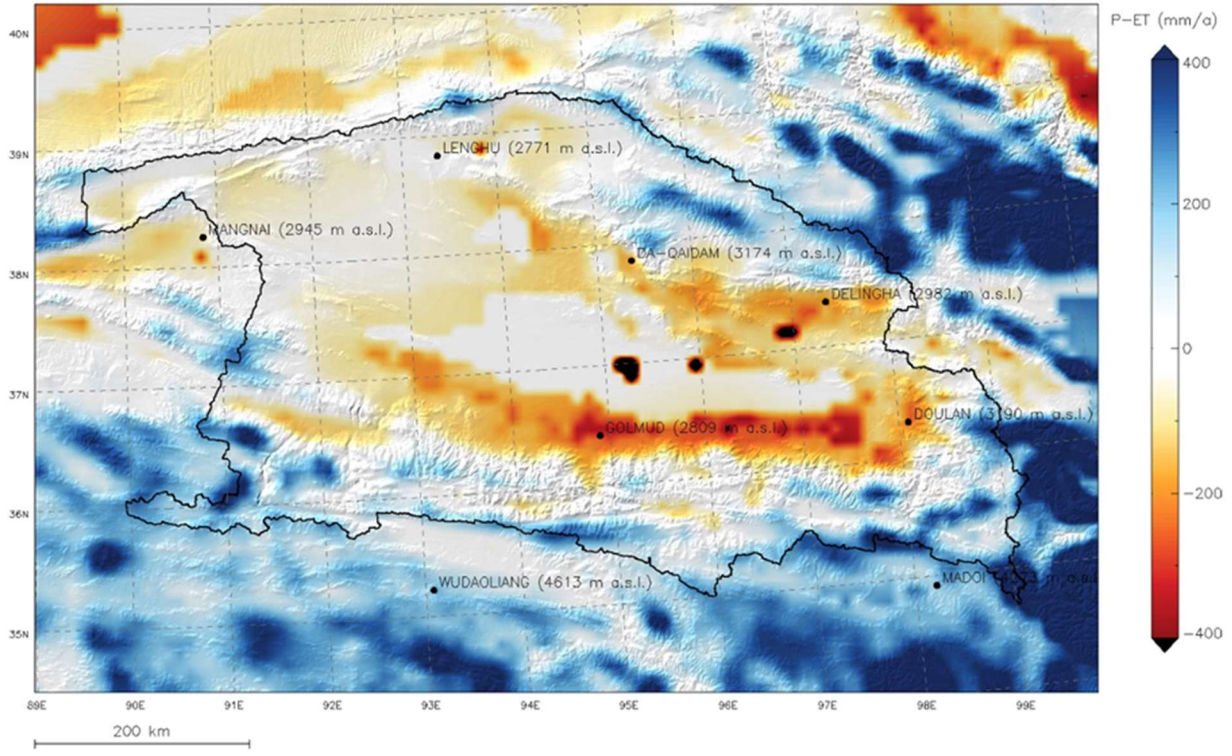 P-ET (mm/a)
40N
400
39N
LENGHU (2771 m a.s.l.)
200
MANGNAI (2945 m a.s.l.)
DA-QAIDAM (3174 m a.s.l.)
38N
DELINGHA (2982 m a.s.l.)
0
37N
DOULAN (3190 m a.s.l.)
GOLMUD (2809 m a.s.l.)
-200
36N
WUDAOLIANG (4613 m a.s.l.)
MADOI
35N
-400
89E 90E 91E 92E 93E 94E 95E 96E 97E 98E 99E
200 km